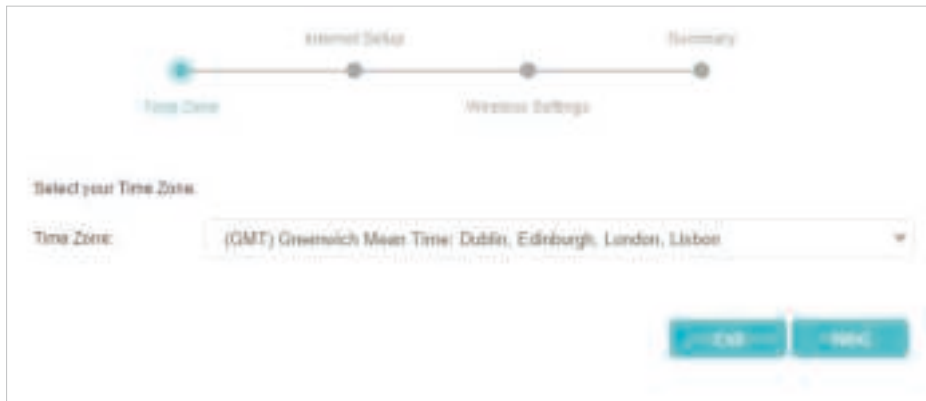 Internet Setup
Summary
Time Zone
Wireless Settings
Select your Time Zone.
Time Zone:
(GMT) Greenwich Mean Time: Dublin, Edinburgh, London, Lisbon
Exit
Next